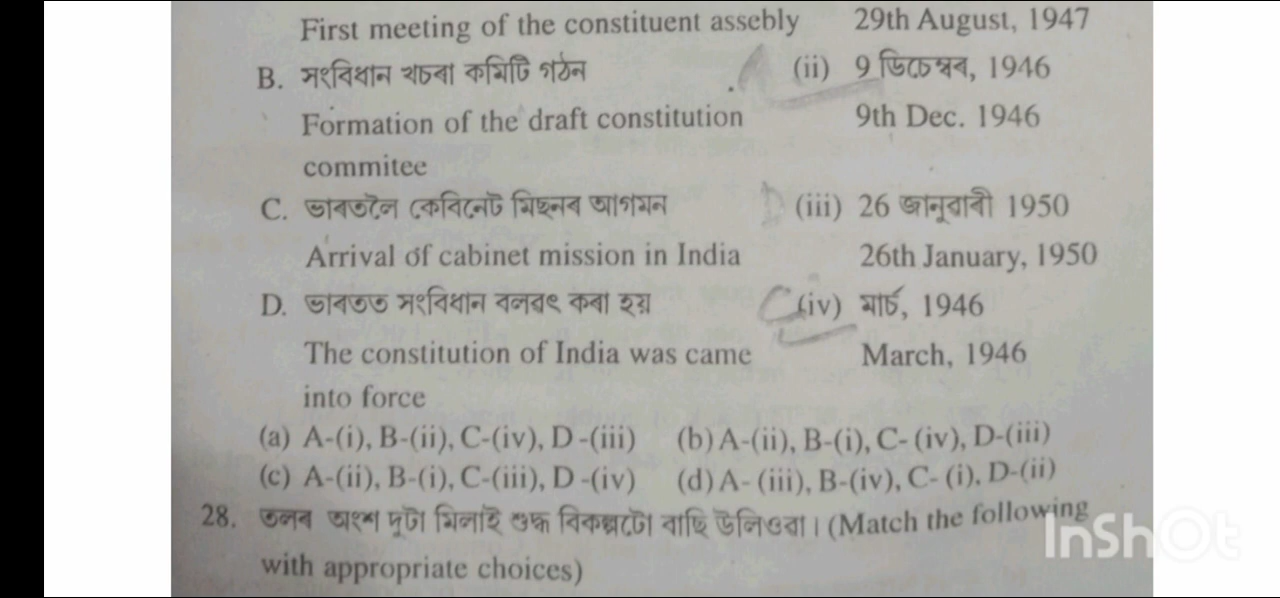 First meeting of the constituent assebly 29th August, 1947
B. সংবিধান খচৰা কমিটি গঠন A (ii) 9 ডিচেম্বৰ, 1946
Formation of the draft constitution 9th Dec. 1946
commitee
C. ভাৰতলৈ কেবিনেট মিছনৰ আগমন D (iii) 26 জানুৱাৰী 1950
Arrival of cabinet mission in India 26th January, 1950
D. ভাৰতত সংবিধান বলবৎ কৰা হয় C (iv) মাৰ্চ, 1946
The constitution of India was came March, 1946
into force
(a) A-(i), B-(ii), C-(iv), D -(iii) (b) A-(ii), B-(i), C- (iv), D-(iii)
(c) A-(ii), B-(i), C-(iii), D -(iv) (d) A- (iii), B-(iv), C- (i), D-(ii)
28. তলৰ অংশ দুটা মিলাই শুদ্ধ বিকল্পটো বাছি উলিওৱা। (Match the following
with appropriate choices)
InShOt